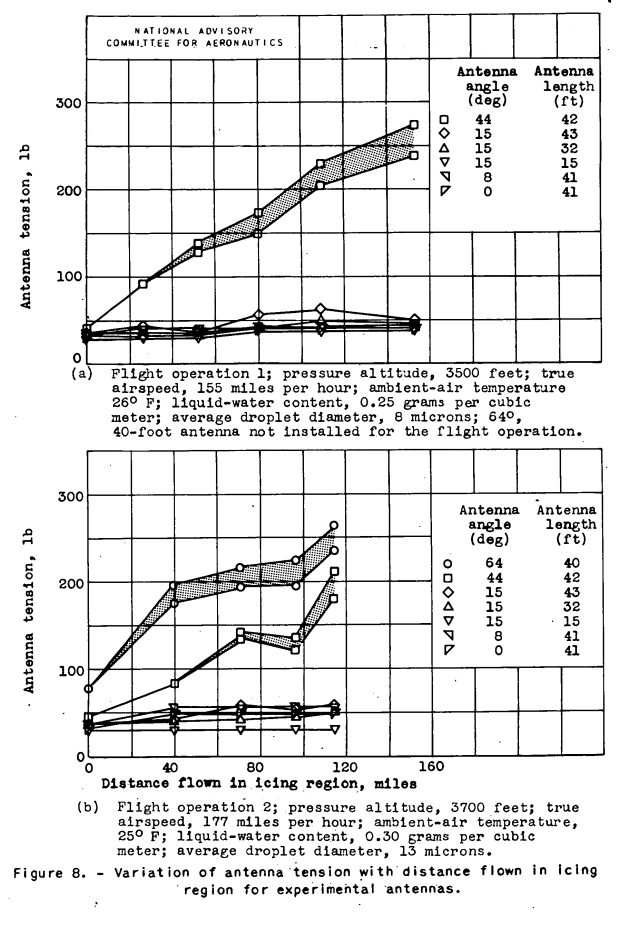 NATIONAL ADVISORY
COMMITTEE FOR AERONAUTICS
Antenna Antenna
angle length
(deg) (ft)
44 42
15 43
15 32
15 15
8 41
0 41
300
200
100
0
Antenna tension, lb
(a) Flight operation 1; pressure altitude, 3500 feet; true
airspeed, 155 miles per hour; ambient-air temperature
26° F; liquid-water content, 0.25 grams per cubic
meter; average droplet diameter, 8 microns; 64°,
40-foot antenna not installed for the flight operation.
Antenna Antenna
angle length
(deg) (ft)
64 40
44 42
15 43
15 32
15 15
8 41
0 41
300
200
100
0
Antenna tension, lb
0 40 80 120 160
Distance flown in icing region, miles
(b) Flight operation 2; pressure altitude, 3700 feet; true
airspeed, 177 miles per hour; ambient-air temperature,
25° F; liquid-water content, 0.30 grams per cubic
meter; average droplet diameter, 13 microns.
Figure 8. - Variation of antenna tension with distance flown in icing
region for experimental antennas.